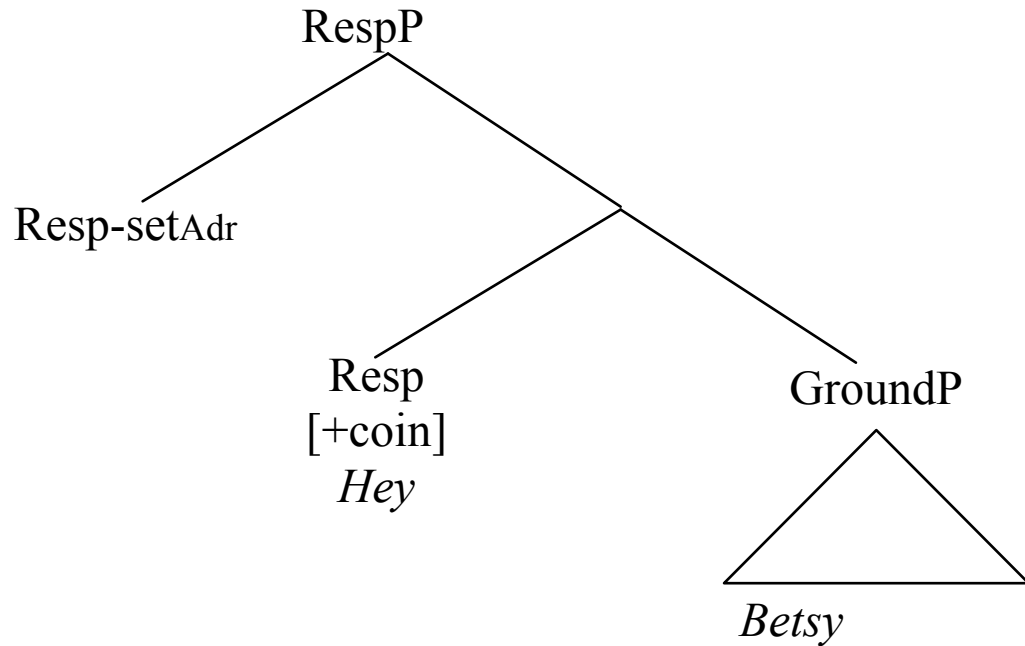 RespP
Resp-setAdr
Resp
[+coin]
Hey
GroundP
Betsy